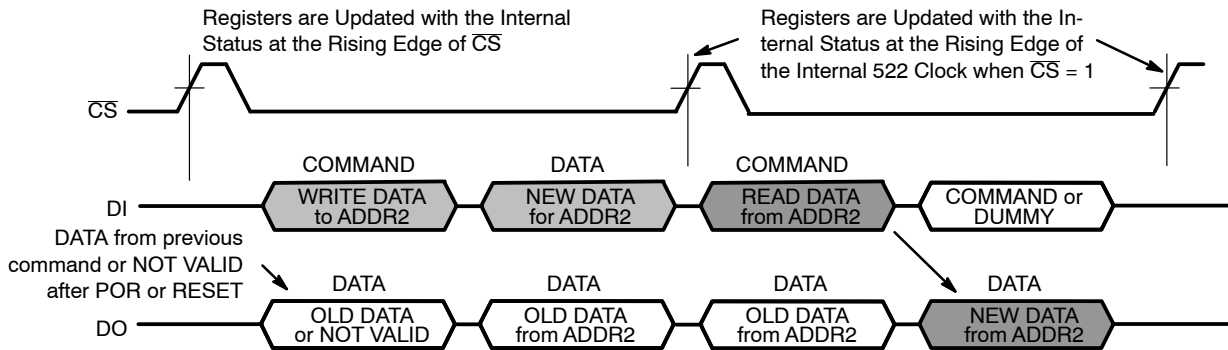 Registers are Updated with the Internal
Status at the Rising Edge of CS
Registers are Updated with the In-
ternal Status at the Rising Edge of
the Internal 522 Clock when CS = 1
CS
COMMAND
DATA
COMMAND
DI
WRITE DATA
to ADDR2
NEW DATA
for ADDR2
READ DATA
from ADDR2
COMMAND or
DUMMY
DATA from previous
command or NOT VALID
after POR or RESET
DATA
DATA
DATA
DATA
DO
OLD DATA
or NOT VALID
OLD DATA
from ADDR2
OLD DATA
from ADDR2
NEW DATA
from ADDR2